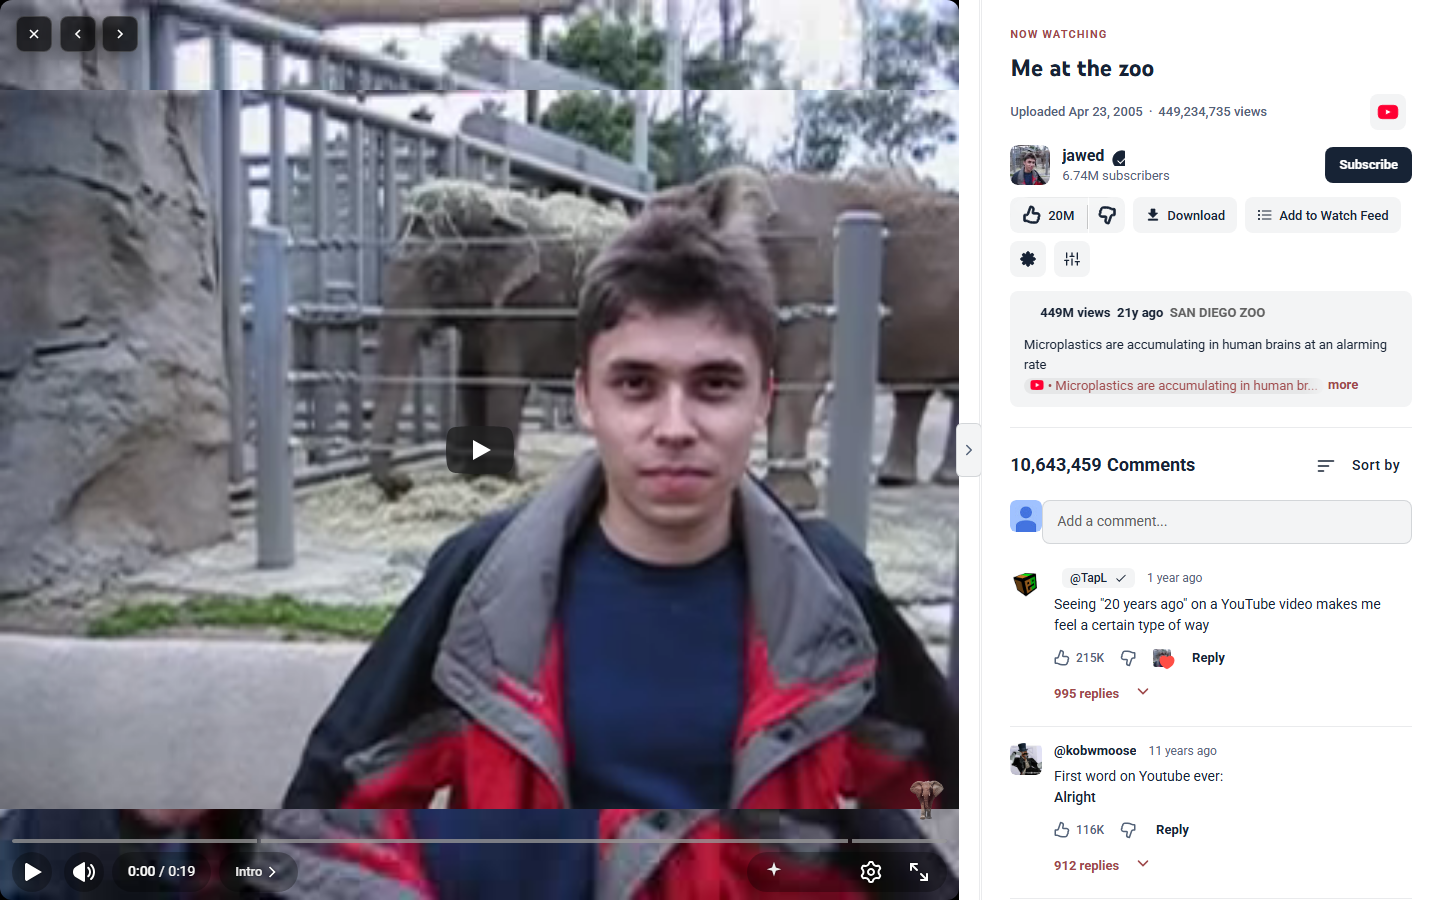 NOW WATCHING
Me at the zoo
Uploaded Apr 23, 2005 · 449,234,735 views
jawed
6.74M subscribers
Subscribe
20M
Download
Add to Watch Feed
449M views 21y ago SAN DIEGO ZOO
Microplastics are accumulating in human brains at an alarming
rate
• Microplastics are accumulating in human br... more
10,643,459 Comments
Sort by
Add a comment...
@TapL 1 year ago
Seeing "20 years ago" on a YouTube video makes me
feel a certain type of way
215K
Reply
995 replies
@kobwmoose 11 years ago
First word on Youtube ever:
Alright
116K
Reply
912 replies
0:00 / 0:19
Intro